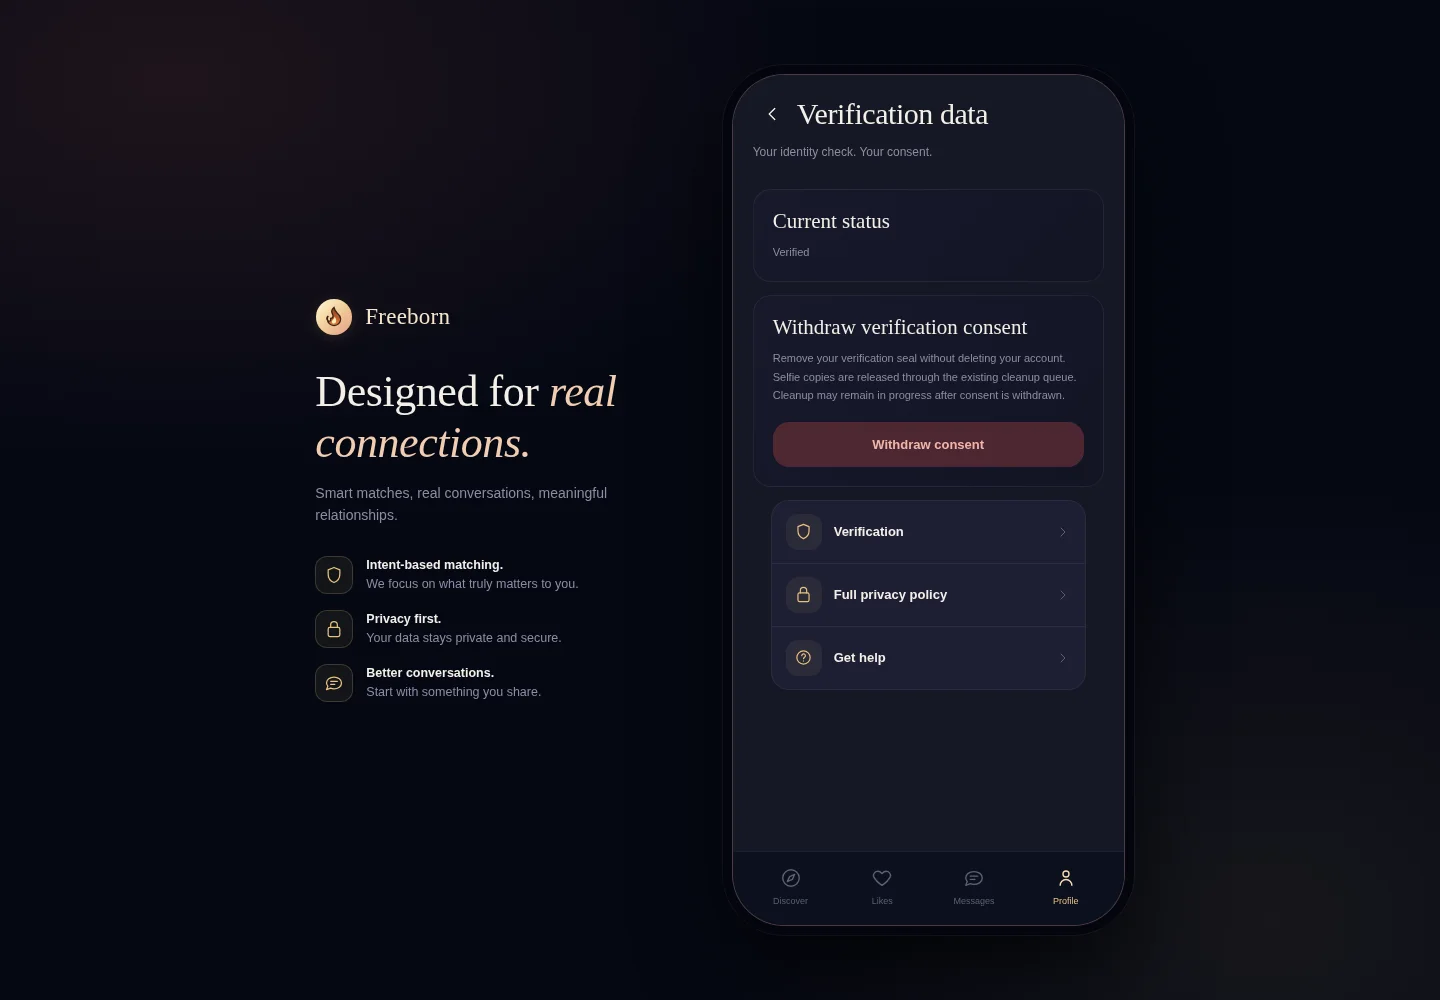 Freeborn
Designed for real
connections.
Smart matches, real conversations, meaningful
relationships.
Intent-based matching.
We focus on what truly matters to you.
Privacy first.
Your data stays private and secure.
Better conversations.
Start with something you share.
Verification data
Your identity check. Your consent.
Current status
Verified
Withdraw verification consent
Remove your verification seal without deleting your account.
Selfie copies are released through the existing cleanup queue.
Cleanup may remain in progress after consent is withdrawn.
Withdraw consent
Verification
Full privacy policy
Get help
Discover
Likes
Messages
Profile